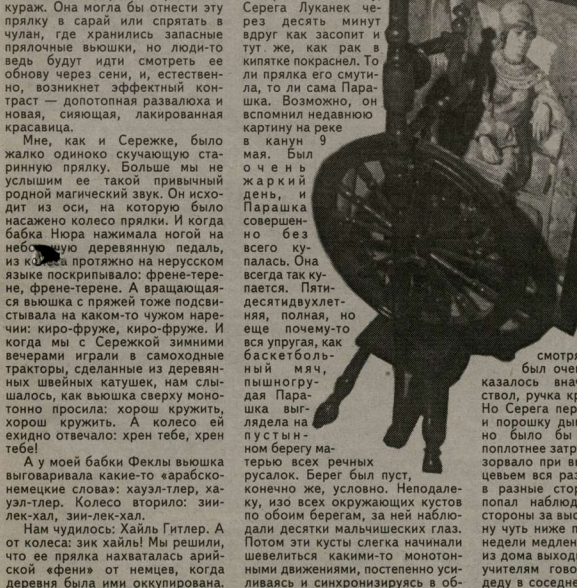 кураж. Она могла бы отнести эту
прялку в сарай или спрятать в
чулан, где хранились запасные
прялочные вьюшки, но люди-то
ведь будут идти смотреть ее
обнову через сени, и, естествен-
но, возникнет эффектный кон-
траст — допотопная развалюха и
новая, сияющая, лакированная
красавица.
Мне, как и Сережке, было
жалко одиноко скучающую ста-
ринную прялку. Больше мы не
услышим ее такой привычный
родной магический звук. Он исхо-
дит из оси, на которую было
насажено колесо прялки. И когда
бабка Нюра нажимала ногой на
деревянную педаль,
из протяжно на нерусском
языке поскрипывало: френе-тере-
не, френе-терене. А вращающая-
ся вьюшка с пряжей тоже подсви-
стывала на каком-то чужом наре-
чии: киро-фруже, киро-фруже. И
когда мы с Сережкой зимними
вечерами играли в самоходные
тракторы, сделанные из деревян-
ных швейных катушек, нам слы-
шалось, как вьюшка сверху моно-
тонно просила: хорош кружить,
хорош кружить. А колесо ей
ехидно отвечало: хрен тебе, хрен
тебе!
А у моей бабки Феклы вьюшка
выговаривала какие-то «арабско-
немецкие слова»: хауэл-тлер, ха-
уэл-тлер. Колесо вторило: зии-
лек-хал, зии-лек-хал.
Нам чудилось: Хайль Гитлер. А
от колеса: зик хайль! Мы решили,
что ее прялка нахваталась арий-
ской «фени» от немцев, когда
деревня была ими оккупирована.
Серега Луканек че-
рез десять минут
вдруг как засопит и
тут же, как рак в
кипятке покраснел. То
ли прялка его смути-
ла, то ли сама Пара-
шка. Возможно, он
вспомнил недавнюю
картину на реке
в канун 9
мая. Был
очень
жаркий
день, и
Парашка
совершен-
но без
всего ку-
палась. Она
всегда так ку-
пается. Пяти-
десятидвухлет-
няя, полная, но
еще почему-то
вся упругая, как
баскетболь-
ный мяч,
пышногру-
дая Пара-
шка выг-
лядела на
пустын-
ном берегу ма-
терью всех речных
русалок. Берег был пуст,
конечно же, условно. Неподале-
ку, изо всех окружающих кустов
по обоим берегам, за ней наблю-
дали десятки мальчишеских глаз.
Потом эти кусты слегка начинали
шевелиться какими-то монотон-
ными движениями, постепенно уси-
ливаясь и синхронизируясь в об-
смотря
был очен
казалось внач
ствол, ручка кр
Но Серега пер
и порошку ды
но было бы
поплотнее затр
зорвало при в
цевьем вся раз
в разные стор
попал наблюд
стороны за выс
ну чуть ниже п
недели медлен
из дома выход
учителям гово
деду в соседн